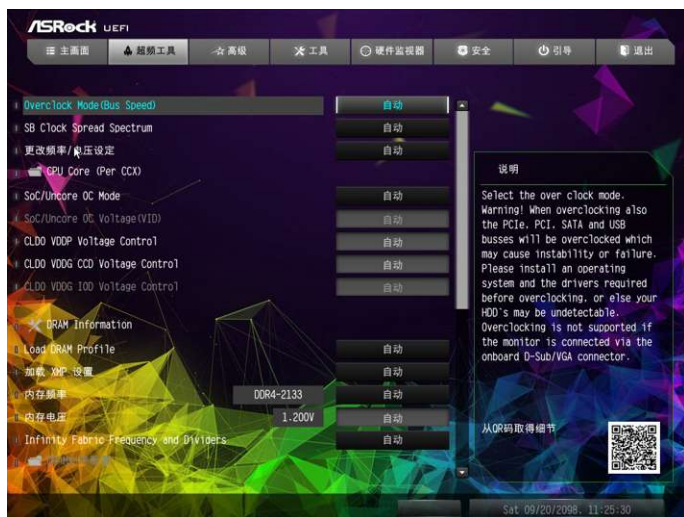 ASRock UEFI
主画面 超频工具 高级 工具 硬件监视器 安全 引导 退出
Overclock Mode(Bus Speed) 自动
SB Clock Spread Spectrum 自动
更改频率/电压设定 自动
CPU Core (Per CCX)
SoC/Uncore OC Mode 自动
SoC/Uncore OC Voltage(VID) 自动
CLDO VDDP Voltage Control 自动
CLDO VDDG CCD Voltage Control 自动
CLDO VDDG IOD Voltage Control 自动
DRAM Information
Load DRAM Profile 自动
加载 XMP 设置 自动
内存频率 DDR4-2133 自动
内存电压 1.200V 自动
Infinity Fabric Frequency and Dividers 自动
说明
Select the over clock mode.
Warning! When overclocking also
the PCIe, PCI, SATA and USB
busses will be overclocked which
may cause instability or failure.
Please install an operating
system and the drivers required
before overclocking, or else your
HDD's may be undetectable.
Overclocking is not supported if
the monitor is connected via the
onboard D-Sub/VGA connector.
从QR码取得细节
Sat 09/20/2098. 11:25:30